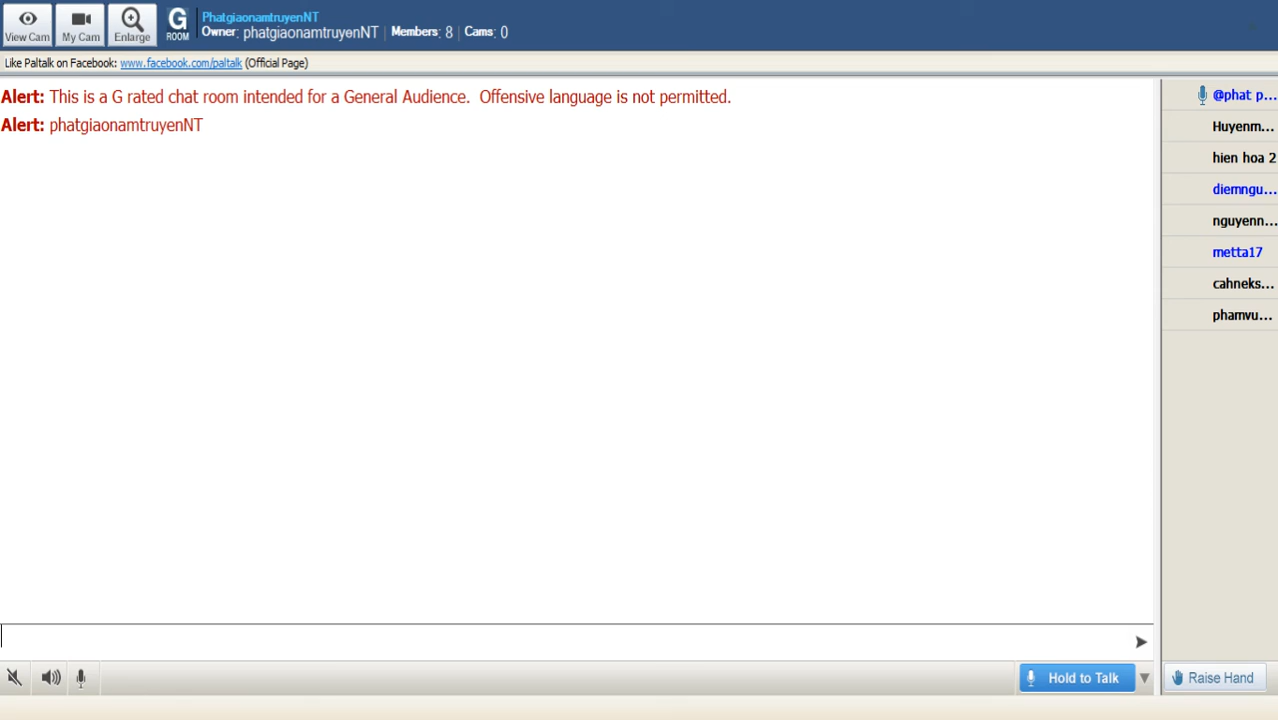 PhatgiaonamtruyenNT
G
ROOM
Owner: phatgiaonamtruyenNT Members: 8 Cams: 0
View Cam
My Cam
Enlarge
Like Paltalk on Facebook: www.facebook.com/paltalk (Official Page)
Alert: This is a G rated chat room intended for a General Audience. Offensive language is not permitted.
Alert: phatgiaonamtruyenNT
@phat p...
Huyenm...
hien hoa 2
diemngu...
nguyenn...
metta17
cahneks...
phamvu...
Hold to Talk
Raise Hand